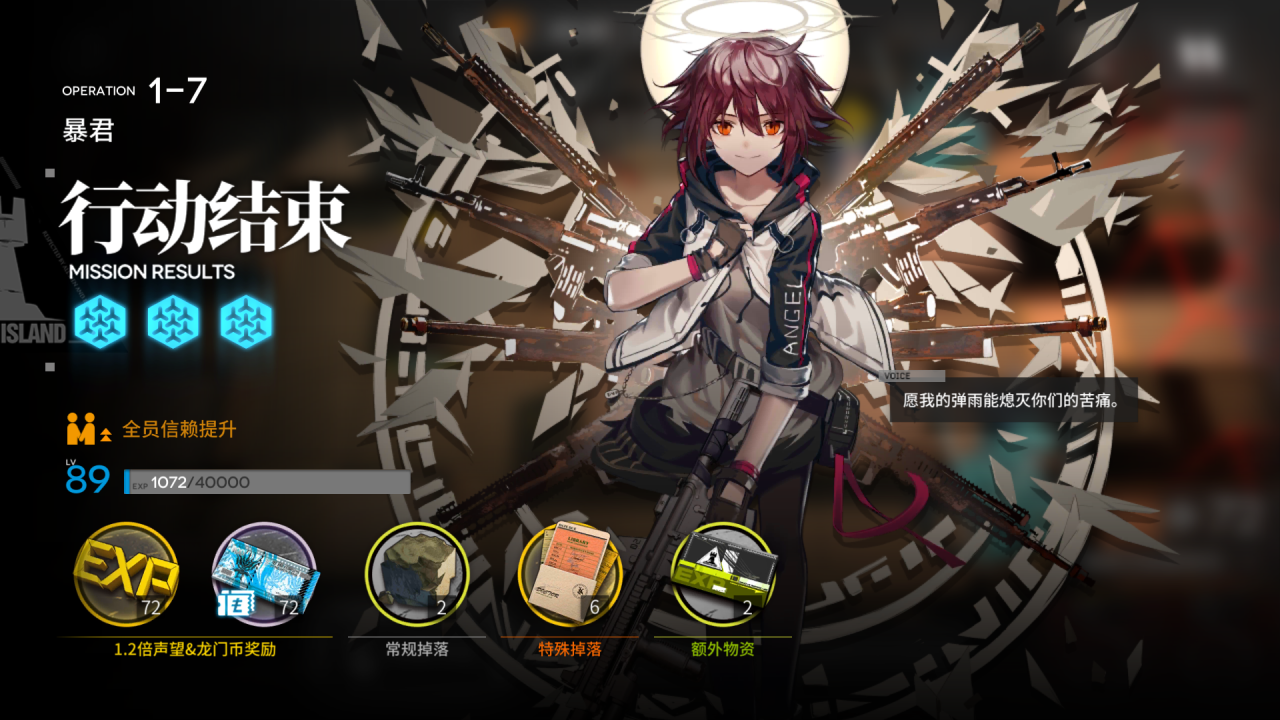 OPERATION 1-7
暴君
行动结束
MISSION RESULTS
ISLAND
ANGEL
VOICE
愿我的弹雨能熄灭你们的苦痛。
全员信赖提升
LV
89
EXP 1072/40000
EXP
72
72
2
LIBRARY
6
EXP
2
1.2倍声望&龙门币奖励
常规掉落
特殊掉落
额外物资